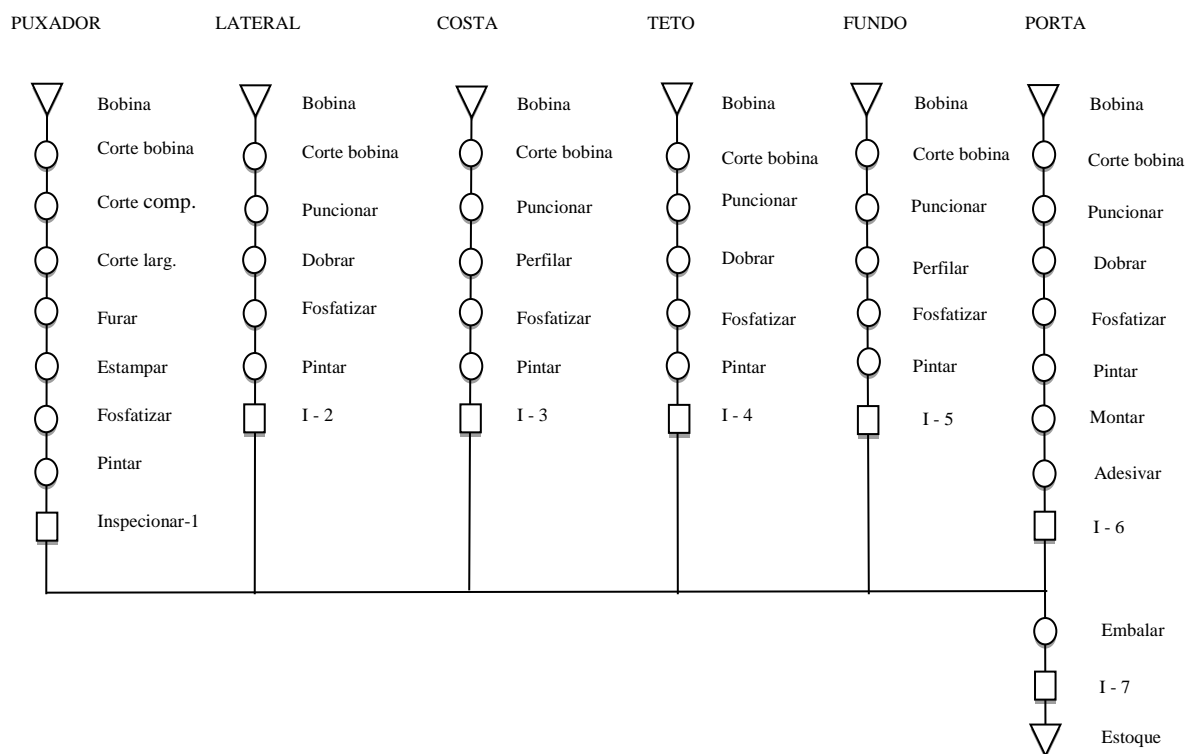 PUXADOR
LATERAL
COSTA
TETO
FUNDO
PORTA
Bobina
Corte bobina
Corte comp.
Corte larg.
Furar
Estampar
Fosfatizar
Pintar
Inspecionar-1
Bobina
Corte bobina
Puncionar
Dobrar
Fosfatizar
Pintar
I - 2
Bobina
Corte bobina
Puncionar
Perfilar
Fosfatizar
Pintar
I - 3
Bobina
Corte bobina
Puncionar
Dobrar
Fosfatizar
Pintar
I - 4
Bobina
Corte bobina
Puncionar
Perfilar
Fosfatizar
Pintar
I - 5
Bobina
Corte bobina
Puncionar
Dobrar
Fosfatizar
Pintar
Montar
Adesivar
I - 6
Embalar
I - 7
Estoque